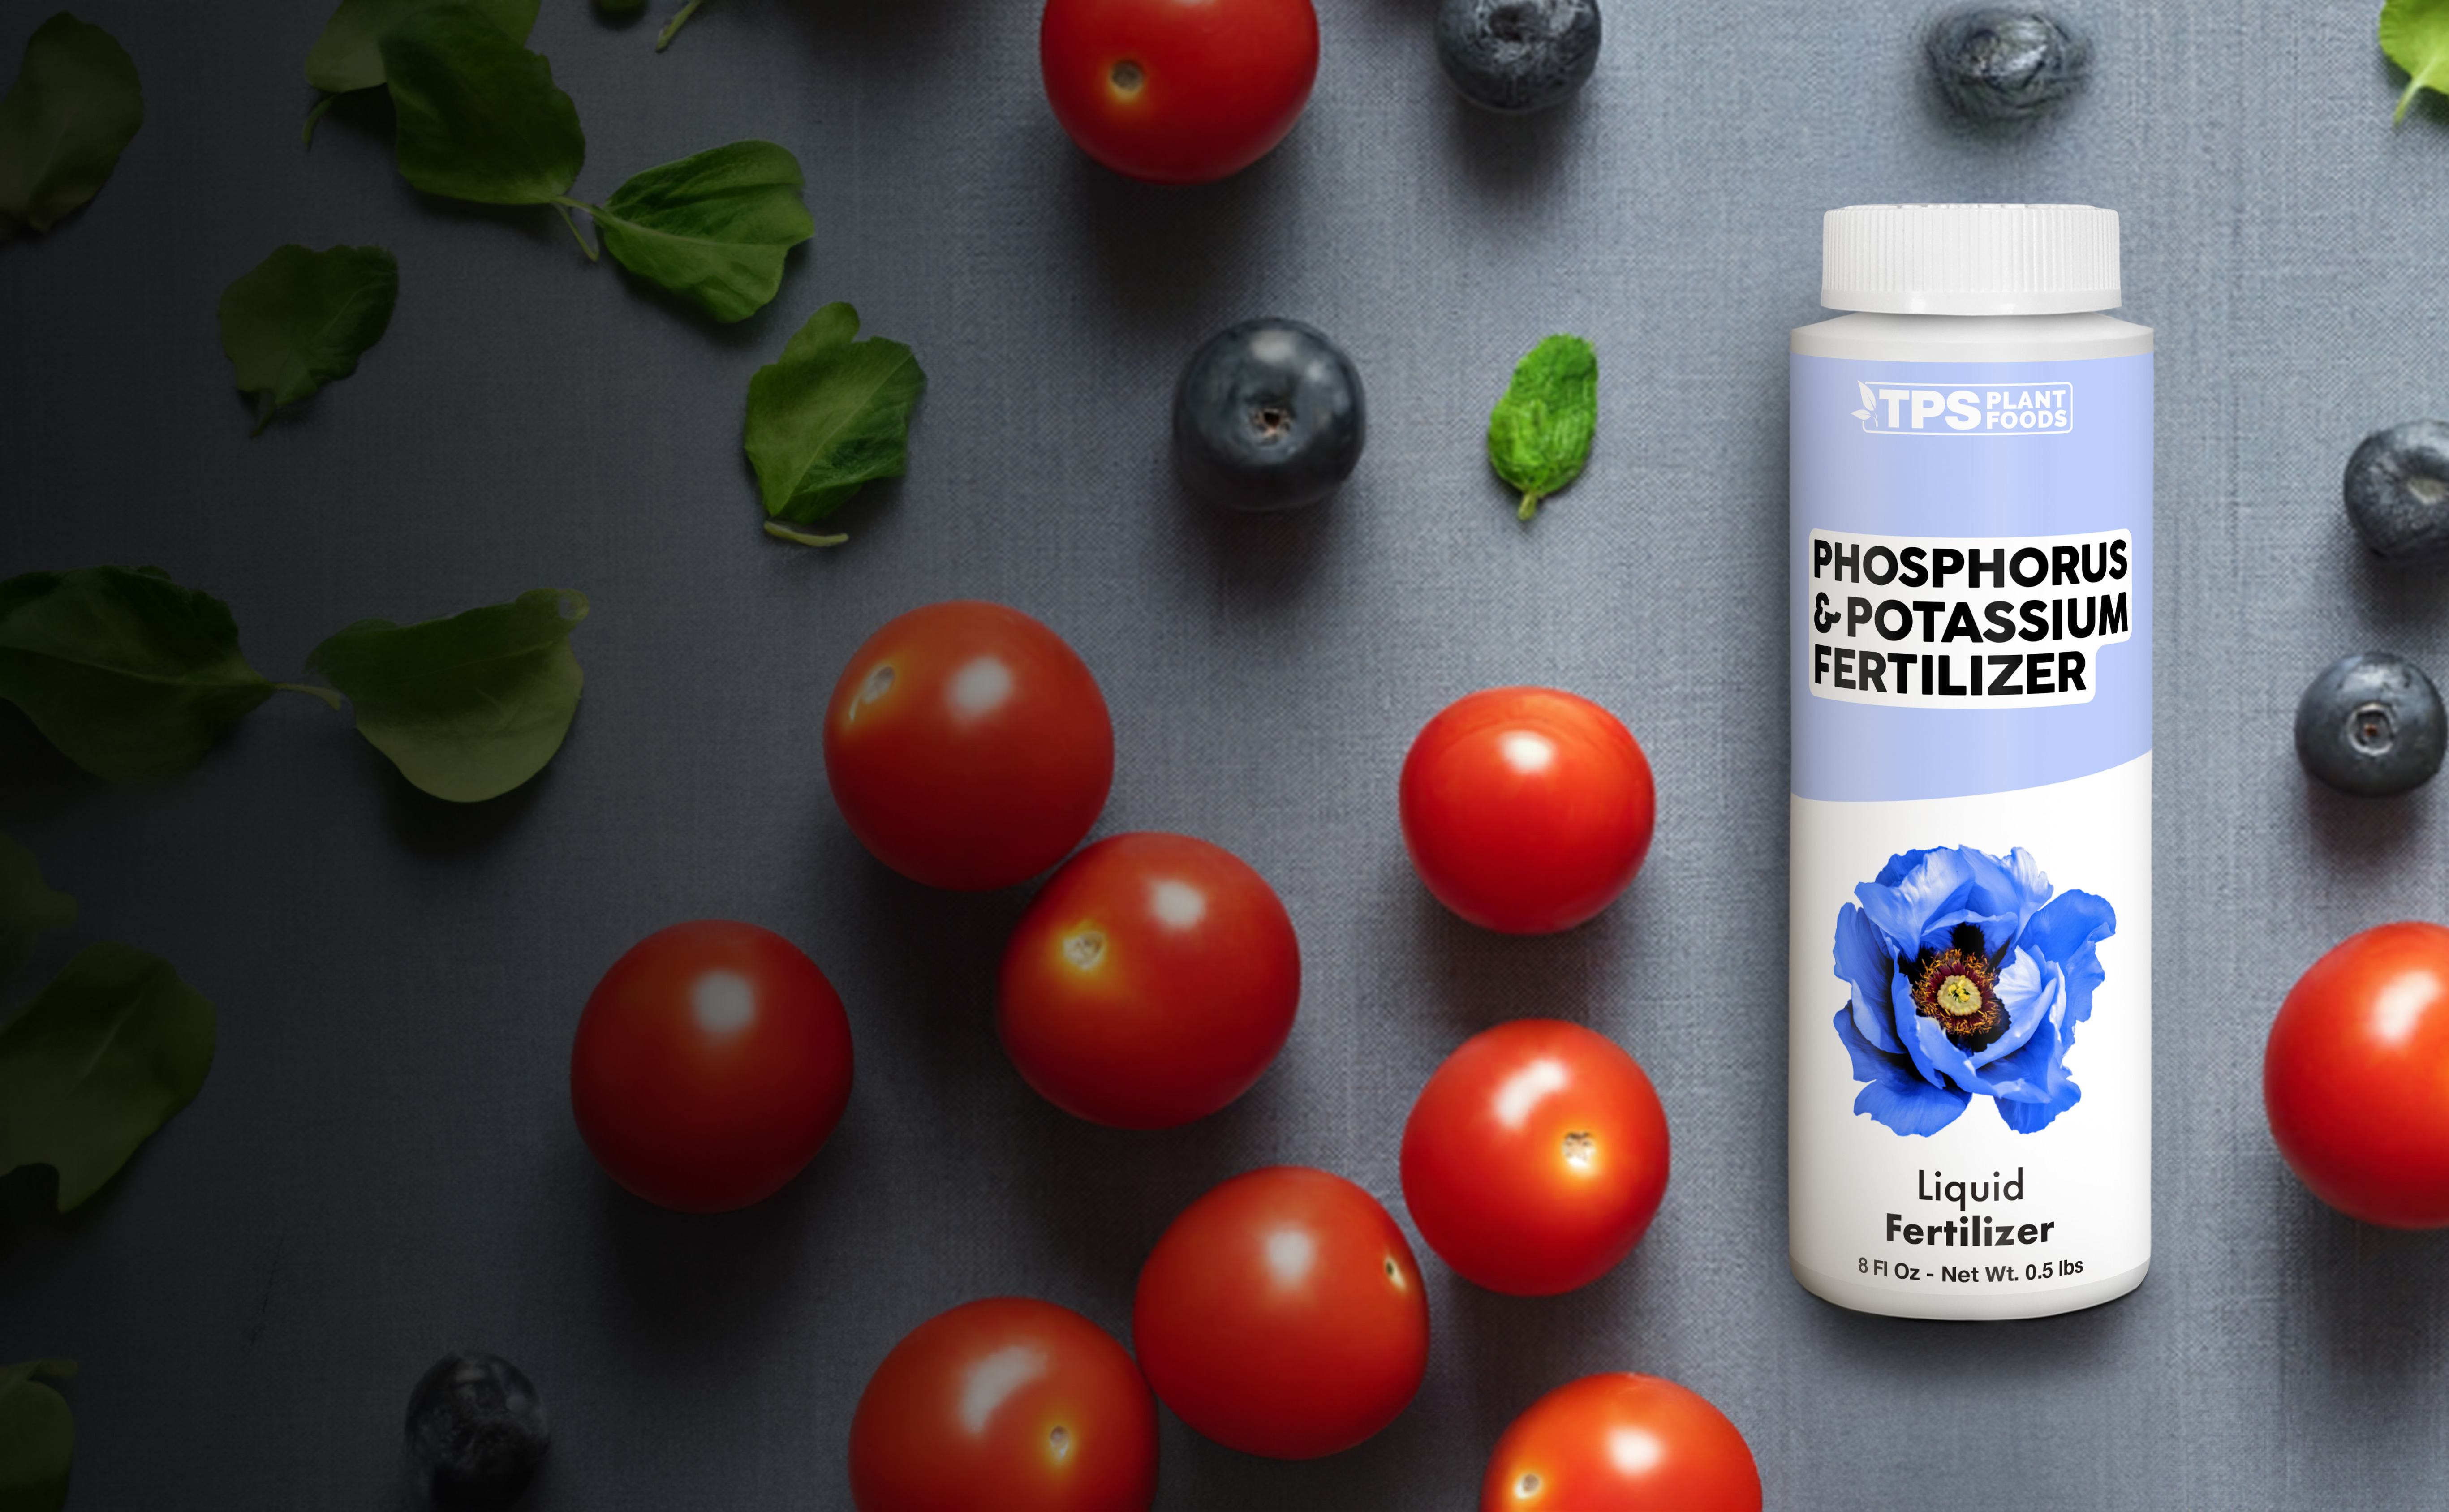 TPS PLANT FOODS
PHOSPHORUS
& POTASSIUM
FERTILIZER
Liquid
Fertilizer
8 Fl Oz - Net Wt. 0.5 lbs